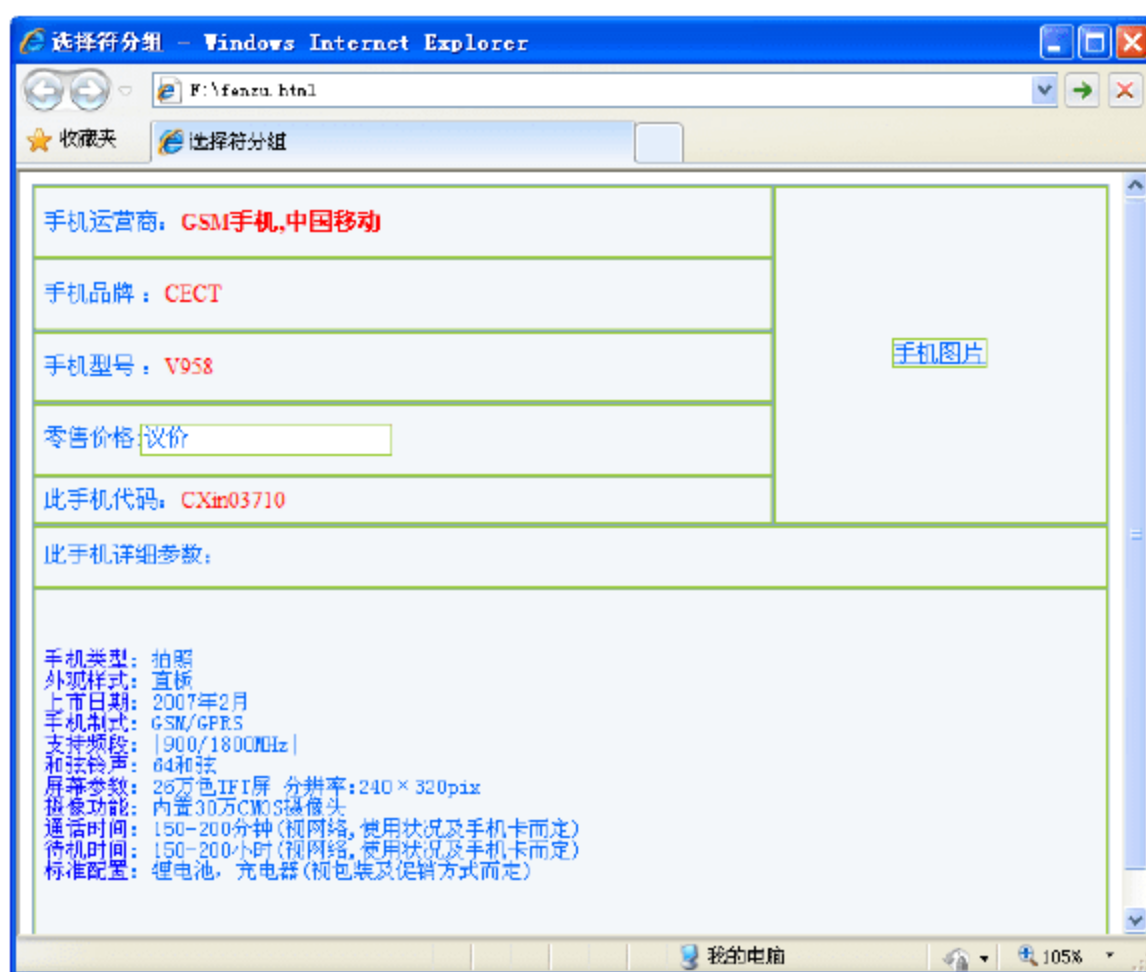 选择符分组 - Windows Internet Explorer
F:\fenzu.html
收藏夹
选择符分组
手机运营商：GSM手机,,中国移动
手机品牌：CECT
手机型号：V958
手机图片
零售价格:议价
此手机代码：CXin03710
此手机详细参数：
手机类型：拍照
外观样式：直板
上市日期：2007年2月
手机制式：GSM/GPRS
支持频段：|900/1800MHz|
和弦铃声：64和弦
屏幕参数：26万色TFT屏 分辨率:240×320pix
摄像功能：内置30万CMOS摄像头
通话时间：150-200分钟(视网络,使用状况及手机卡而定)
待机时间：150-200小时(视网络,使用状况及手机卡而定)
标准配置：锂电池，充电器(视包装及促销方式而定)
我的电脑
105%